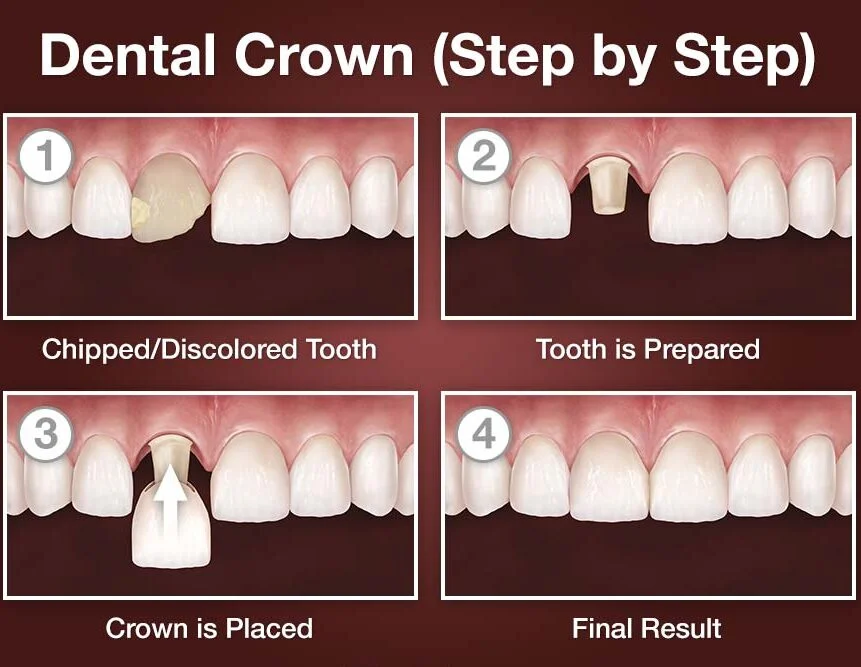 Dental Crown (Step by Step)
1
2
Chipped/Discolored Tooth
Tooth is Prepared
3
4
Crown is Placed
Final Result